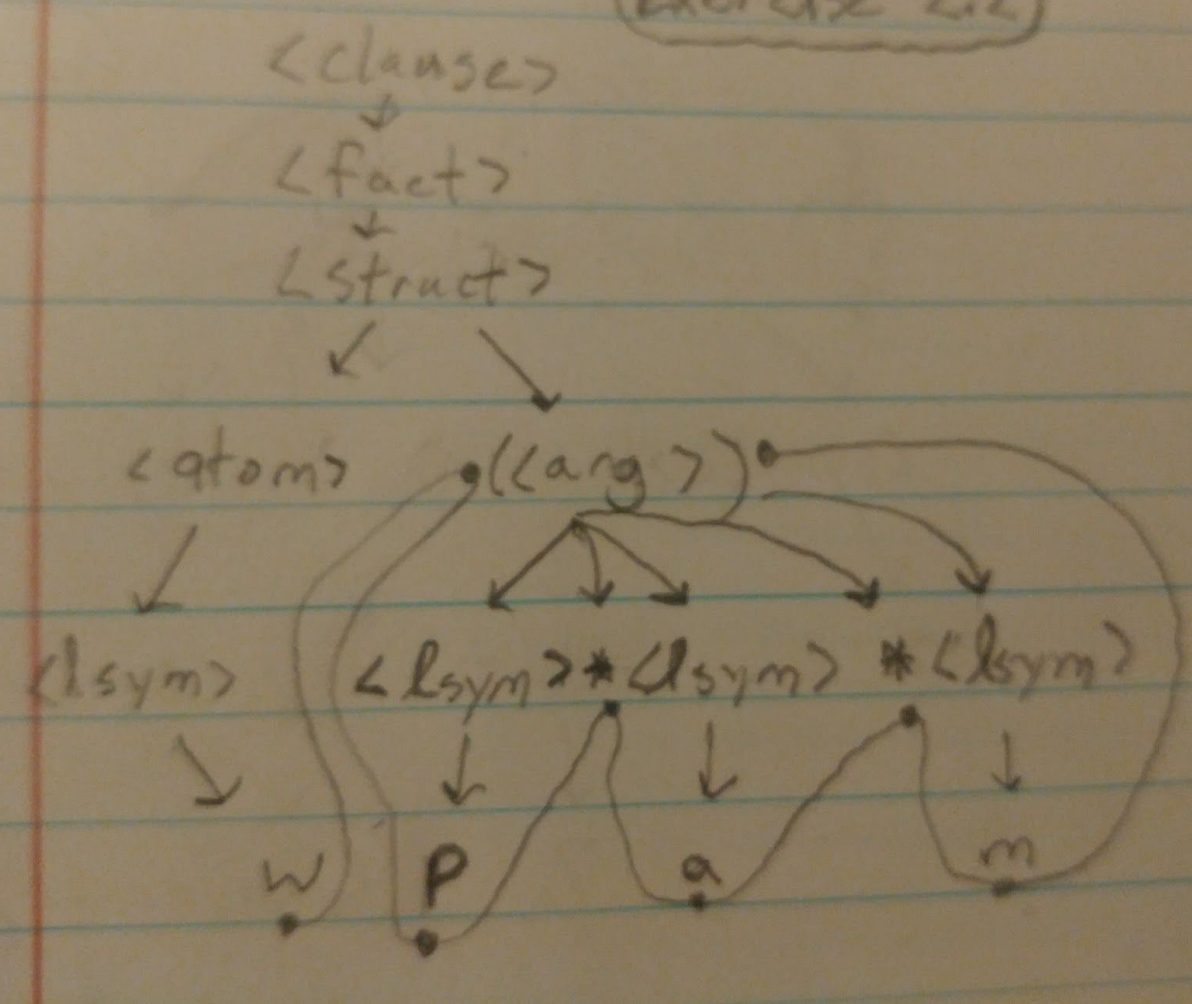 <clause>
<fact>
<struct>
<atom> (<arg>)
<lsym> <lsym>*<lsym> *<lsym>
w p a m